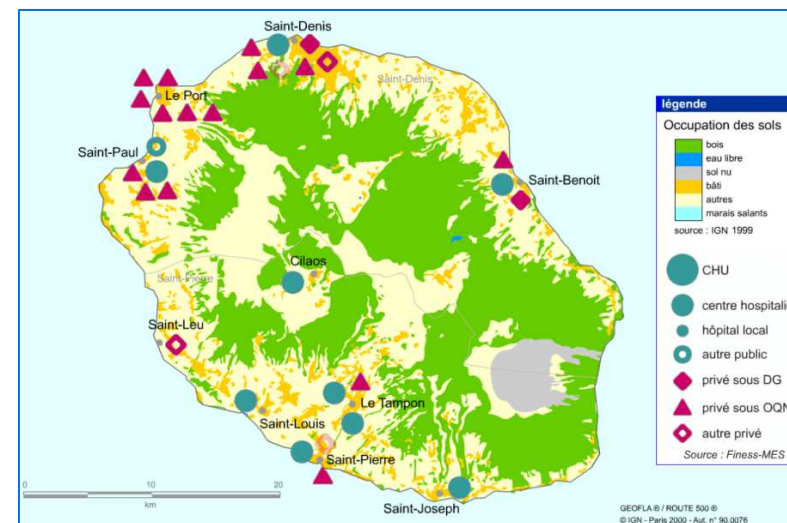 Saint-Denis
Saint-Denis
Le Port
Saint-Paul
Saint-Benoit
Cilaos
Saint-Pierre
Saint-Leu
Le Tampon
Saint-Louis
Saint-Pierre
Saint-Joseph
0 10 20
km
légende
Occupation des sols
bois
eau libre
sol nu
bâti
autres
marais salants
source : IGN 1999
CHU
centre hospitali
hôpital local
autre public
privé sous DG
privé sous OQN
autre privé
Source : Finess-MES
GEOFLA ® / ROUTE 500 ®
© IGN - Paris 2000 - Aut. n° 90.0076